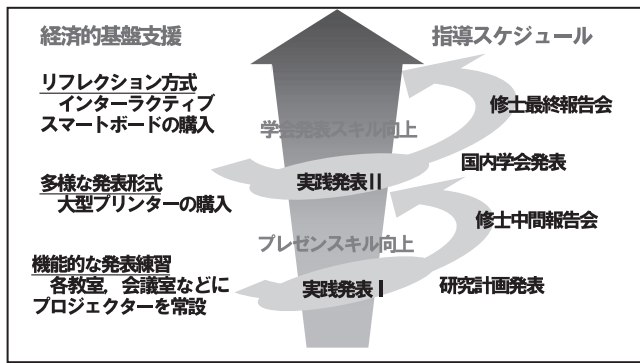 経済的基盤支援
指導スケジュール
リフレクション方式
インターラクティブ
スマートボードの購入
修士最終報告会
学会発表スキル向上
国内学会発表
実践発表II
多様な発表形式
大型プリンターの購入
修士中間報告会
プレゼンスキル向上
機能的な発表練習
各教室，会議室などに
プロジェクターを常設
実践発表I
研究計画発表